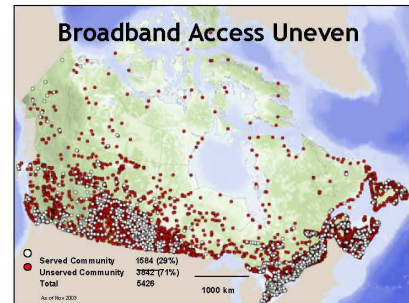 Broadband Access Uneven
Served Community 1584 (29%)
Unserved Community 3842 (71%)
Total 5426
1000 km
As of Nov 2003